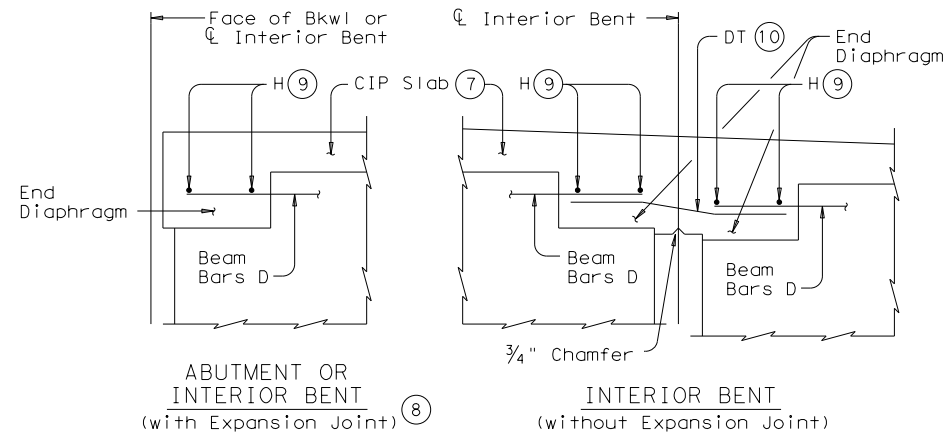 Face of Bkwl or
℄ Interior Bent
℄ Interior Bent
DT 10
End
Diaphragm
H 9
CIP Slab 7
H 9
H 9
End
Diaphragm
Beam
Bars D
Beam
Bars D
Beam
Bars D
3/4" Chamfer
ABUTMENT OR
INTERIOR BENT
(with Expansion Joint) 8
INTERIOR BENT
(without Expansion Joint)